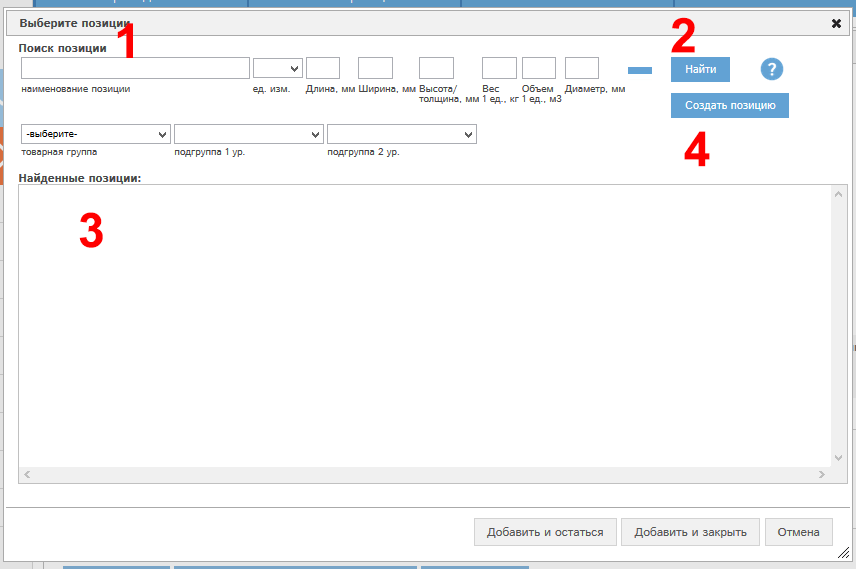 Выберите позиции
1
Поиск позиции
2
Найти
?
наименование позиции
ед. изм.
Длина, мм
Ширина, мм
Высота/
толщина, мм
Вес
1 ед., кг
Объем
1 ед., м3
Диаметр, мм
Создать позицию
4
-выберите-
товарная группа
подгруппа 1 ур.
подгруппа 2 ур.
Найденные позиции:
3
Добавить и остаться
Добавить и закрыть
Отмена